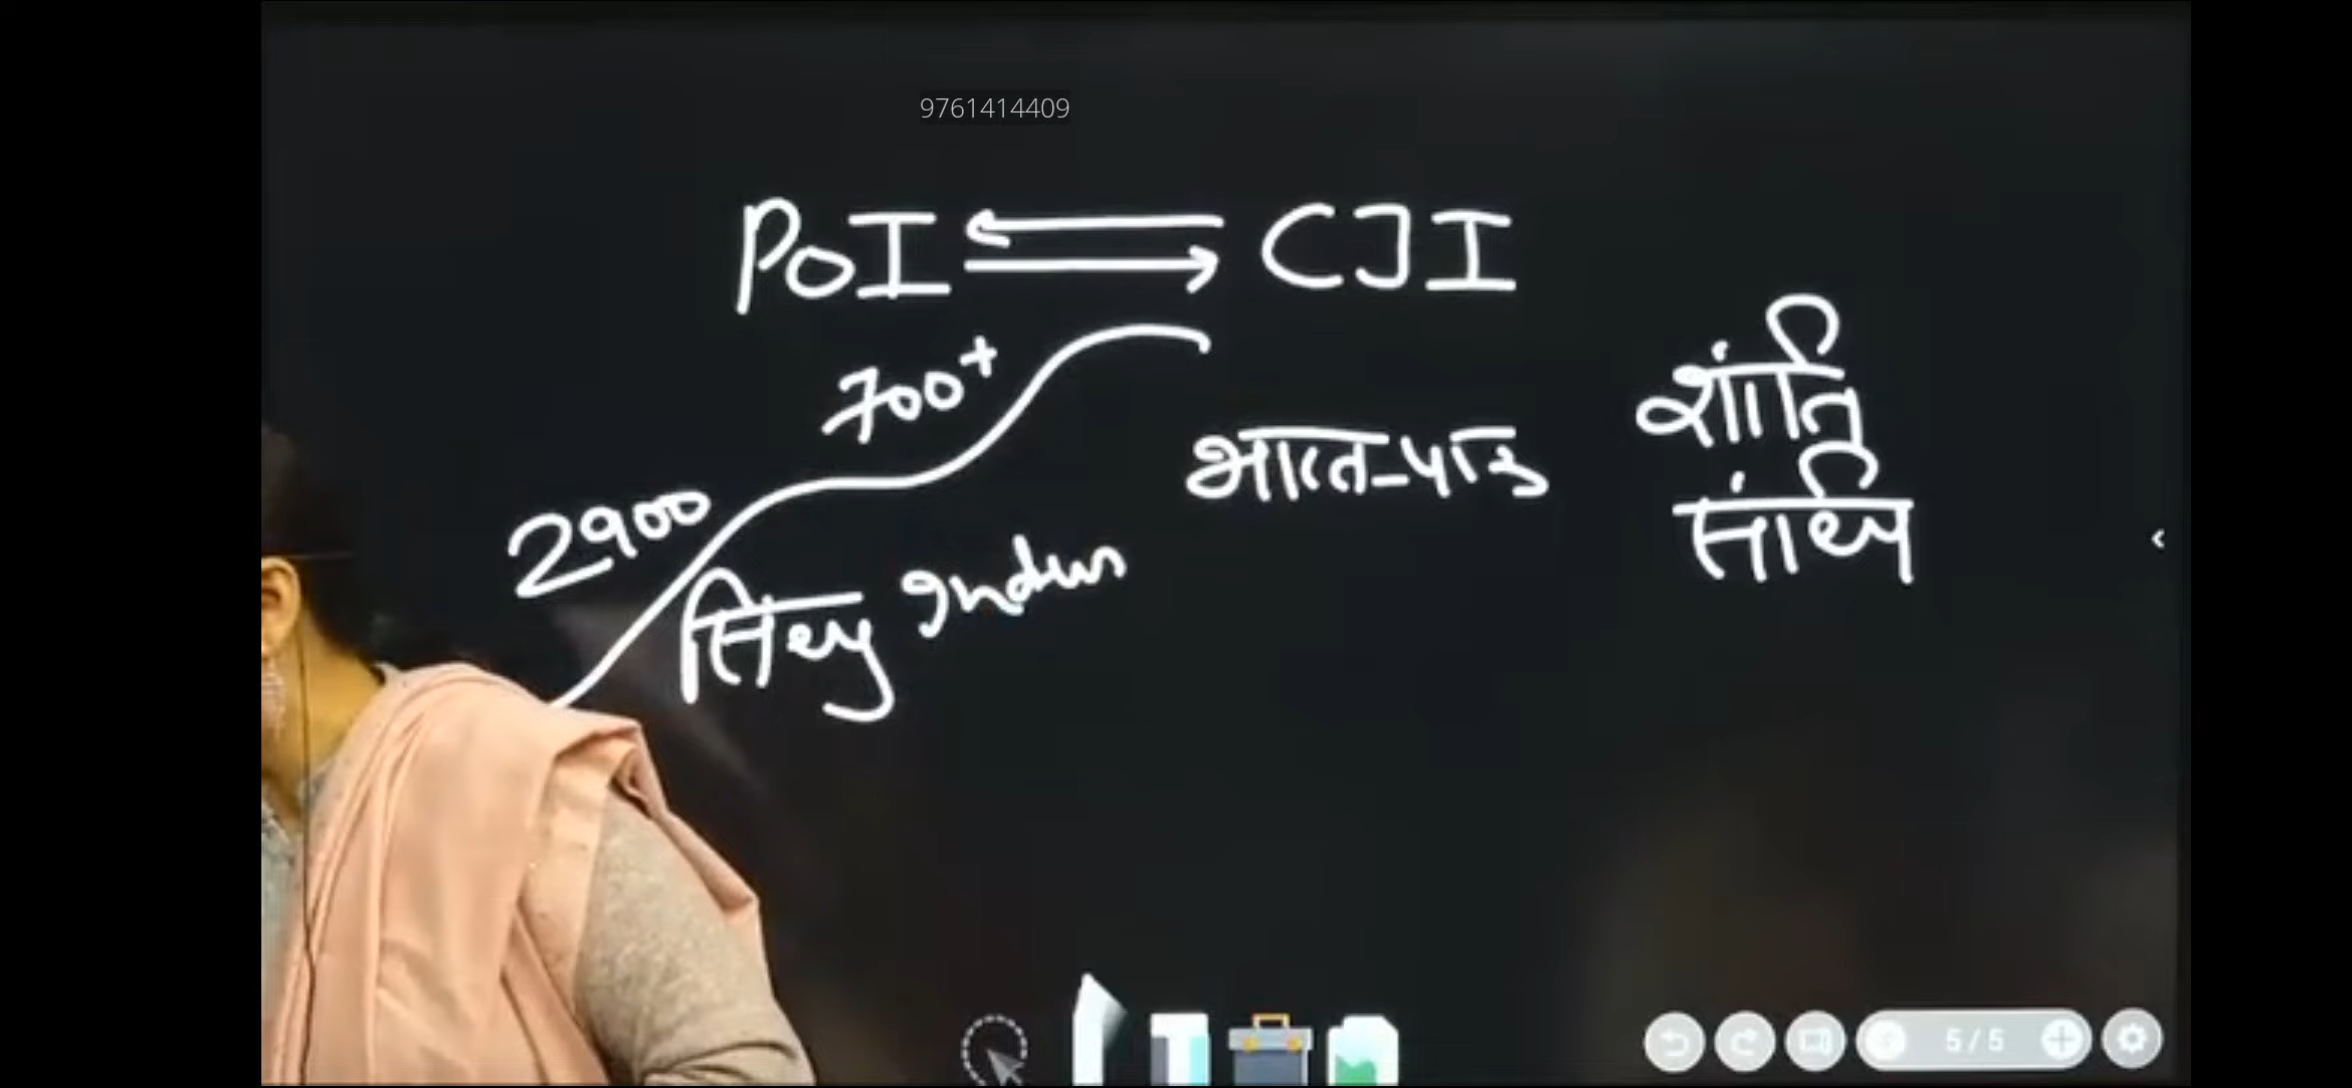 9761414409
PoI ⇌ CJI
700+
शांति
भारत-पाक
संधि
2900
सिन्धु Indus
5/5